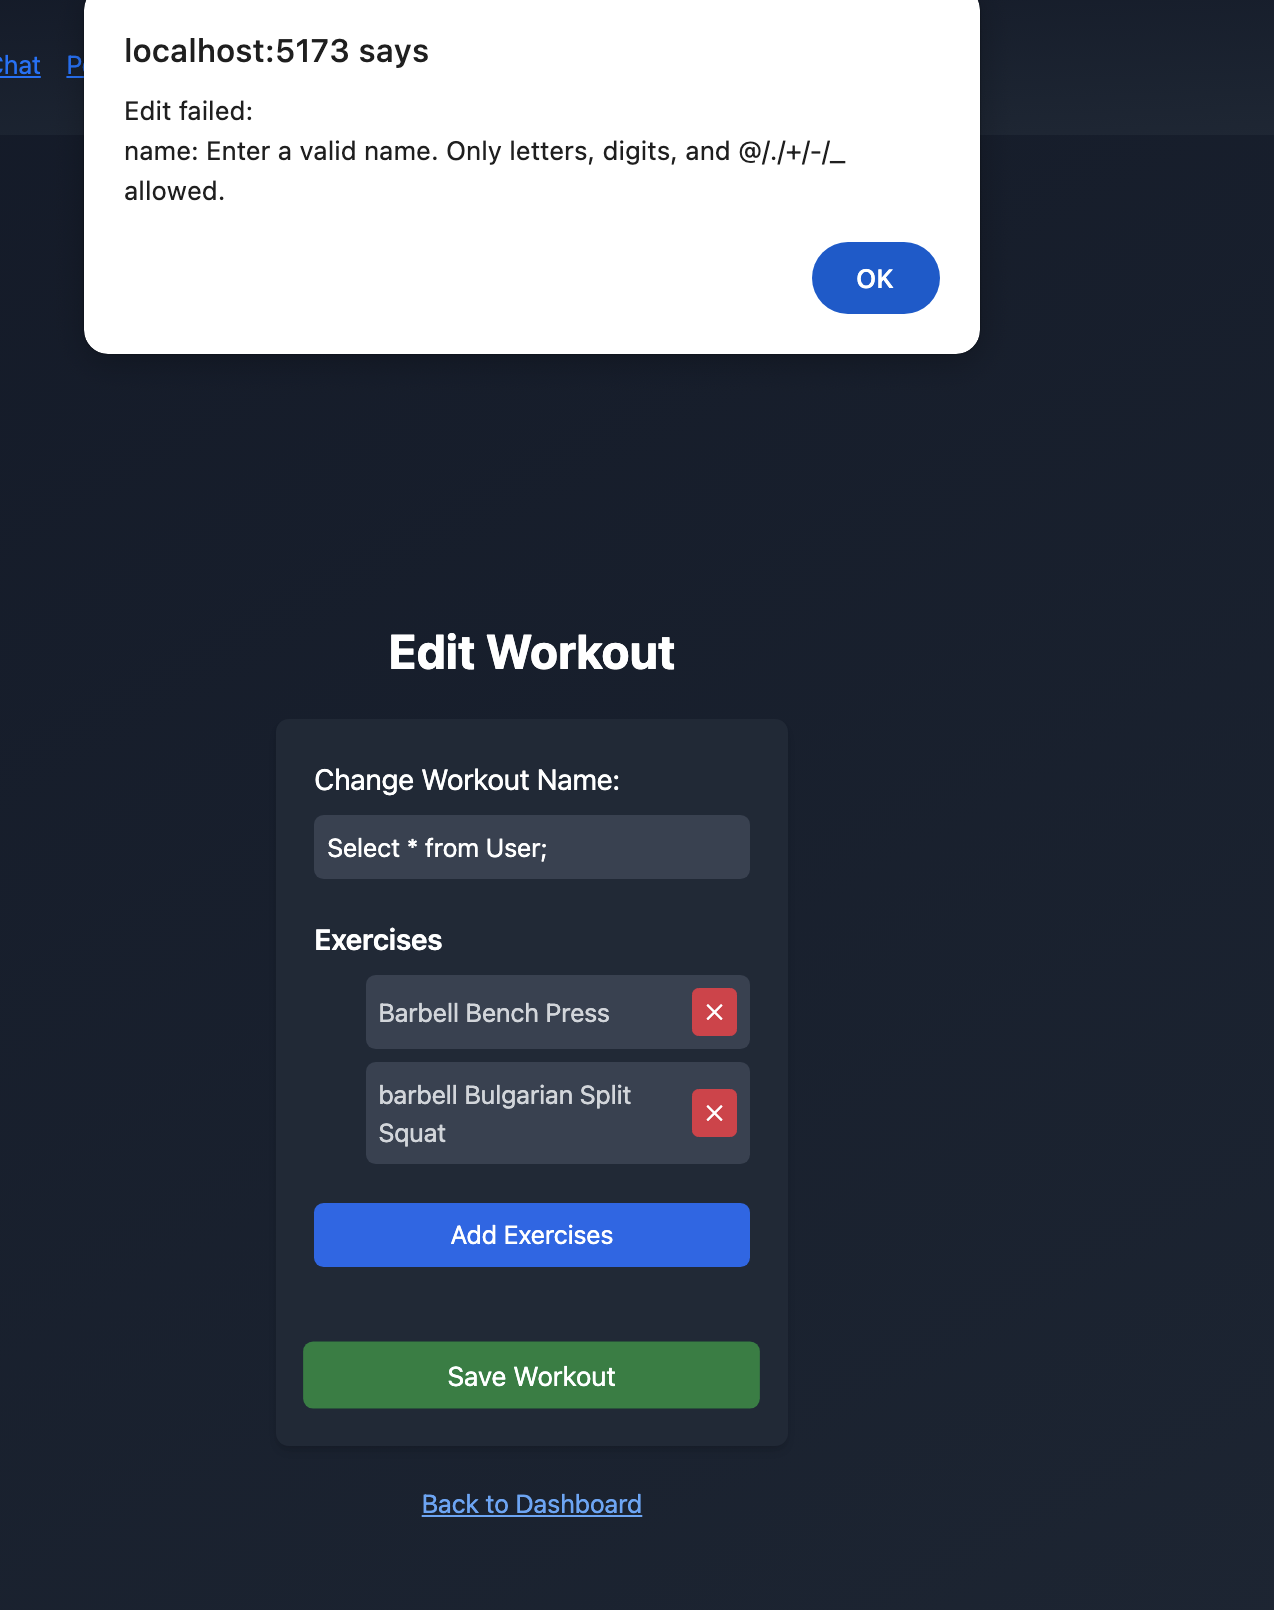 localhost:5173 says
Edit failed:
name: Enter a valid name. Only letters, digits, and @/./+/-/_
allowed.
OK
Edit Workout
Change Workout Name:
Select * from User;
Exercises
Barbell Bench Press
barbell Bulgarian Split
Squat
Add Exercises
Save Workout
Back to Dashboard